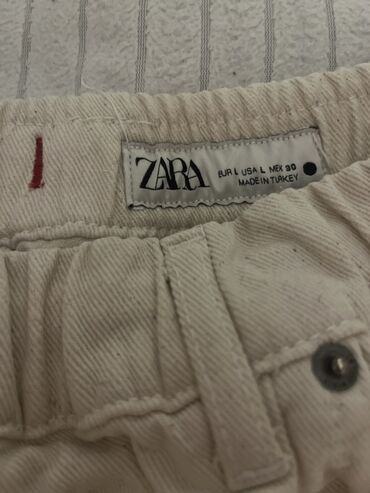 ZARA
EUR L USA L MEX 30
MADE IN TURKEY